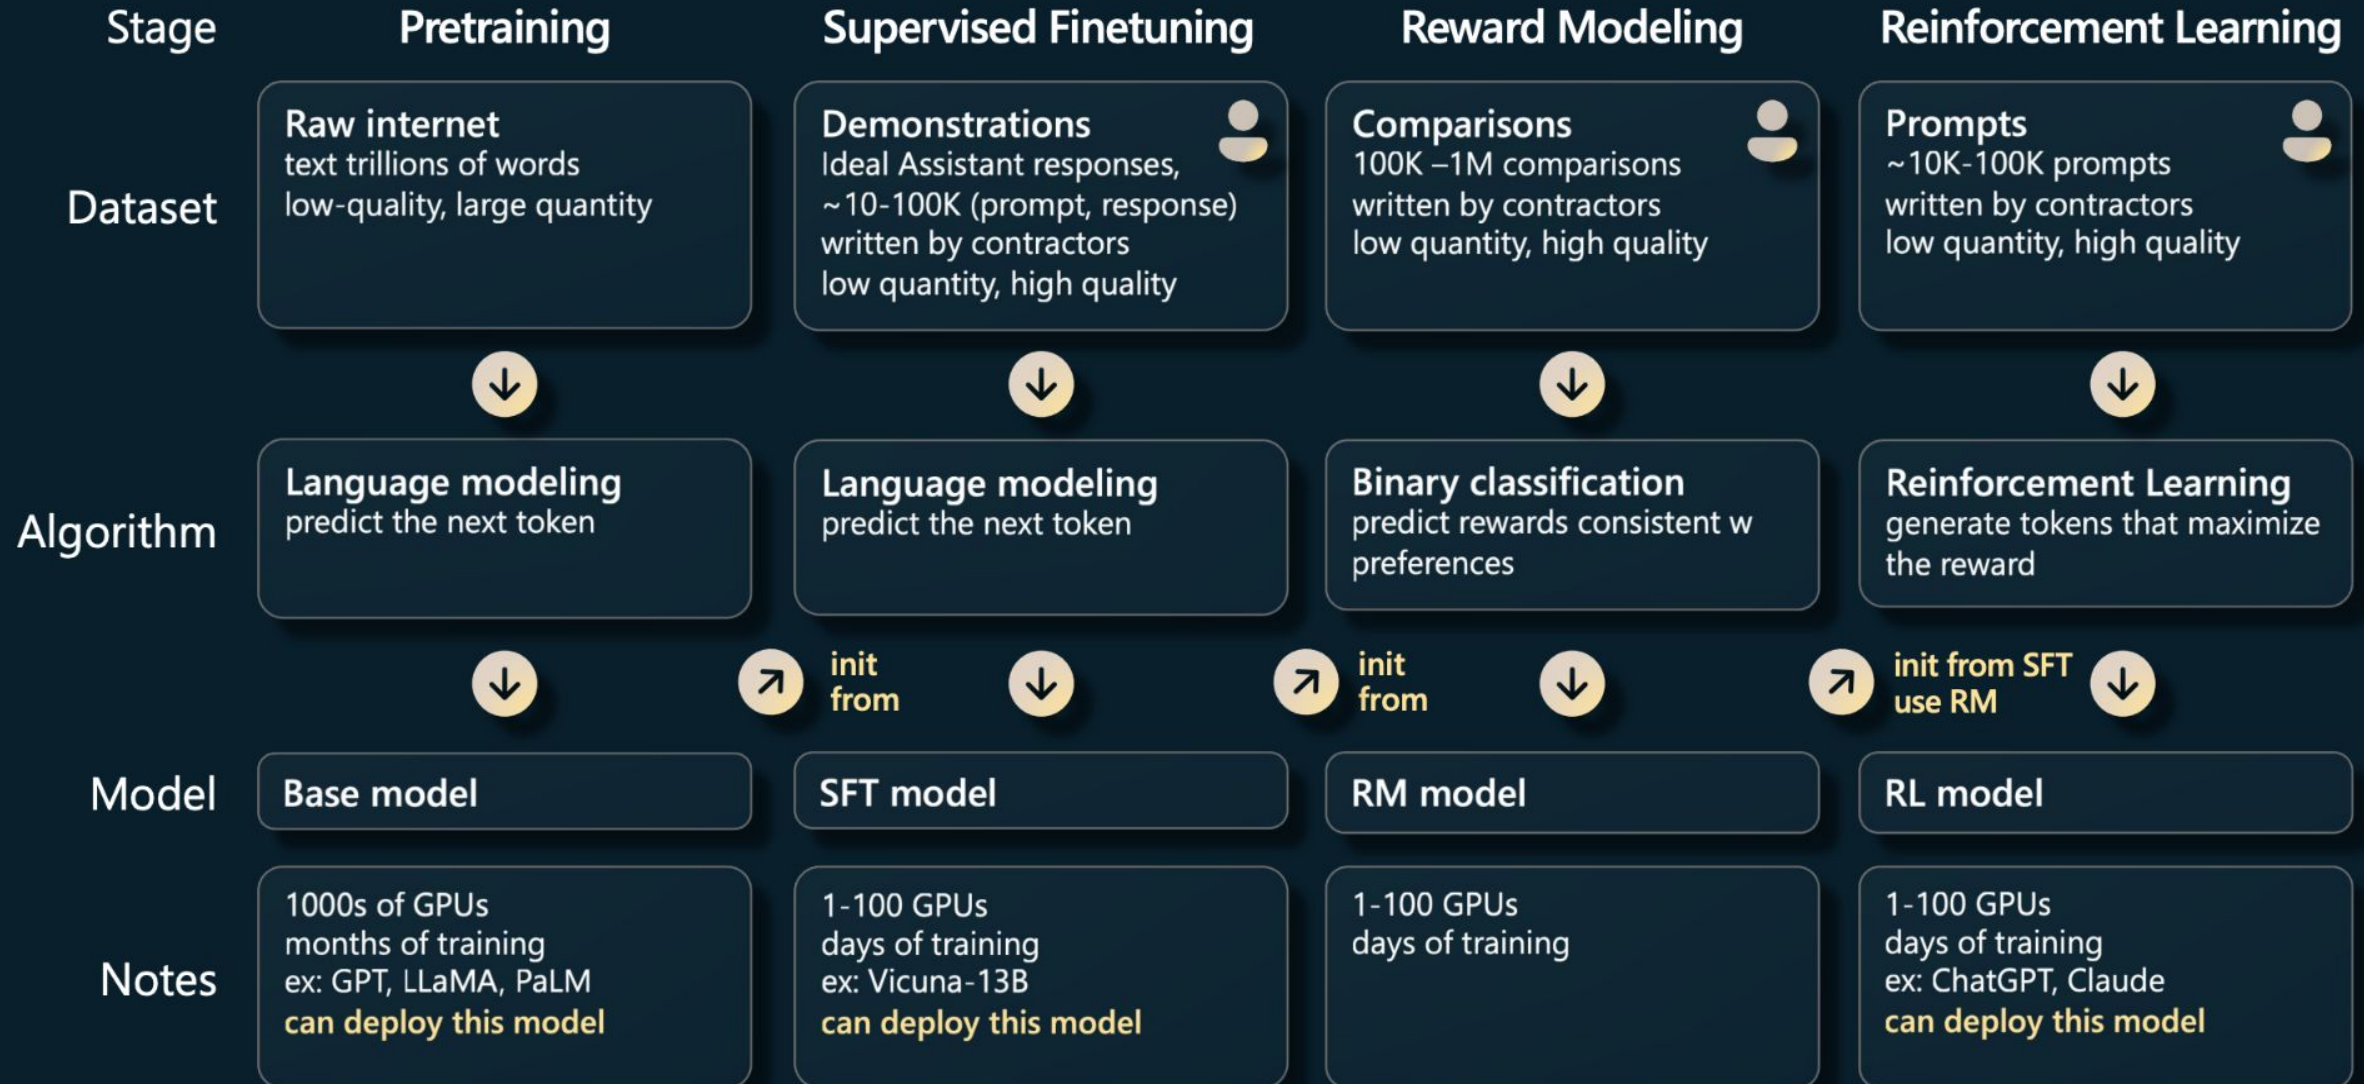 Stage
Pretraining
Supervised Finetuning
Reward Modeling
Reinforcement Learning
Dataset
Raw internet
text trillions of words
low-quality, large quantity
Demonstrations
Ideal Assistant responses,
~10-100K (prompt, response)
written by contractors
low quantity, high quality
Comparisons
100K –1M comparisons
written by contractors
low quantity, high quality
Prompts
~10K-100K prompts
written by contractors
low quantity, high quality
Algorithm
Language modeling
predict the next token
Language modeling
predict the next token
Binary classification
predict rewards consistent w
preferences
Reinforcement Learning
generate tokens that maximize
the reward
init
from
init
from
init from SFT
use RM
Model
Base model
SFT model
RM model
RL model
Notes
1000s of GPUs
months of training
ex: GPT, LLaMA, PaLM
can deploy this model
1-100 GPUs
days of training
ex: Vicuna-13B
can deploy this model
1-100 GPUs
days of training
1-100 GPUs
days of training
ex: ChatGPT, Claude
can deploy this model